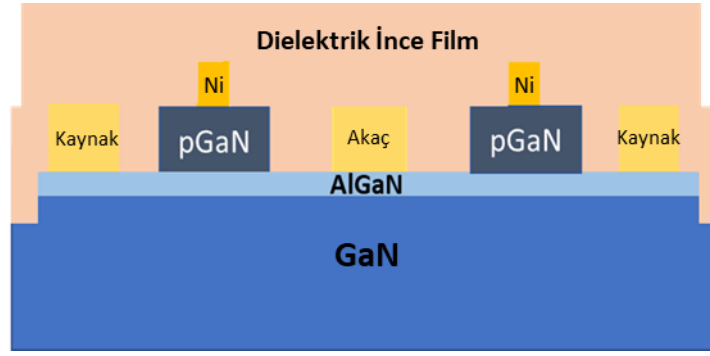 Dielektrik İnce Film
Ni
Ni
Kaynak
pGaN
Akaç
pGaN
Kaynak
AlGaN
GaN